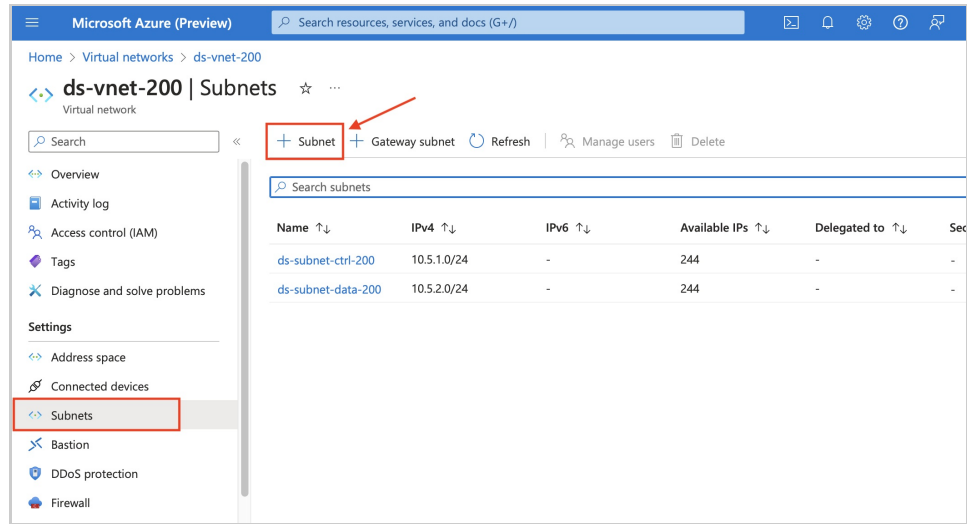 Microsoft Azure (Preview)
Search resources, services, and docs (G+/)
Home > Virtual networks > ds-vnet-200
ds-vnet-200 | Subnets
Virtual network
Search
+ Subnet + Gateway subnet Refresh Manage users Delete
Overview
Activity log
Access control (IAM)
Tags
Diagnose and solve problems
Settings
Address space
Connected devices
Subnets
Bastion
DDoS protection
Firewall
Search subnets
Name ↑↓ IPv4 ↑↓ IPv6 ↑↓ Available IPs ↑↓ Delegated to ↑↓ Sec
ds-subnet-ctrl-200 10.5.1.0/24 - 244 - -
ds-subnet-data-200 10.5.2.0/24 - 244 - -